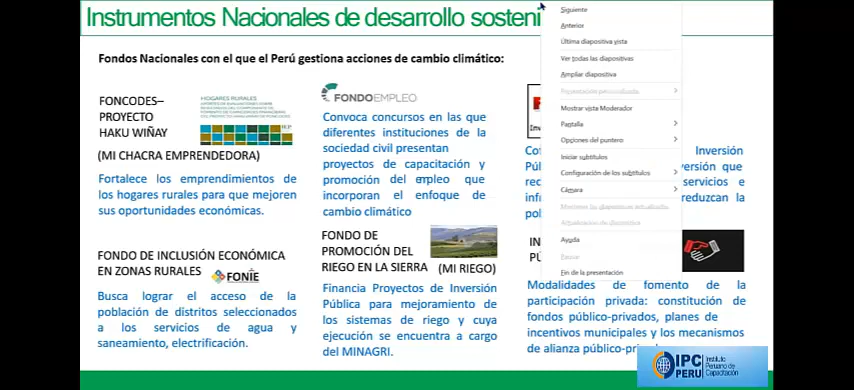 Instrumentos Nacionales de desarrollo
Fondos Nacionales con el que el Perú gestiona acciones de cambio climático:
FONCODES–
PROYECTO
HAKU WIÑAY
(MI CHACRA EMPRENDEDORA)
HOGARES RURALES
Fortalece los emprendimientos de
los hogares rurales para que mejoren
sus oportunidades económicas.
FONDO DE INCLUSIÓN ECONÓMICA
EN ZONAS RURALES
FONIE
Busca lograr el acceso de la
población de distritos seleccionados
a los servicios de agua y
saneamiento, electrificación.
FONDOEMPLEO
Convoca concursos en las que
diferentes instituciones de la
sociedad civil presentan
proyectos de capacitación y
promoción del empleo que
incorporan el enfoque de
cambio climático
FONDO DE
PROMOCIÓN DEL
RIEGO EN LA SIERRA
(MI RIEGO)
Financia Proyectos de Inversión
Pública para mejoramiento de
los sistemas de riego y cuya
ejecución se encuentra a cargo
del MINAGRI.
Inversión
que
servicios e
reduzcan la
Modalidades de fomento de la
participación privada: constitución de
fondos público-privados, planes de
incentivos municipales y los mecanismos
de alianza
Siguiente
Anterior
Última diapositiva vista
Ver todas las diapositivas
Ampliar diapositiva
Presentación personalizada
Mostrar vista Moderador
Pantalla
Opciones del puntero
Iniciar subtítulos
Configuración de los subtítulos
Cámara
Ayuda
Pausar
Fin de la presentación
IPC
PERU
Instituto
Peruano de
Capacitación